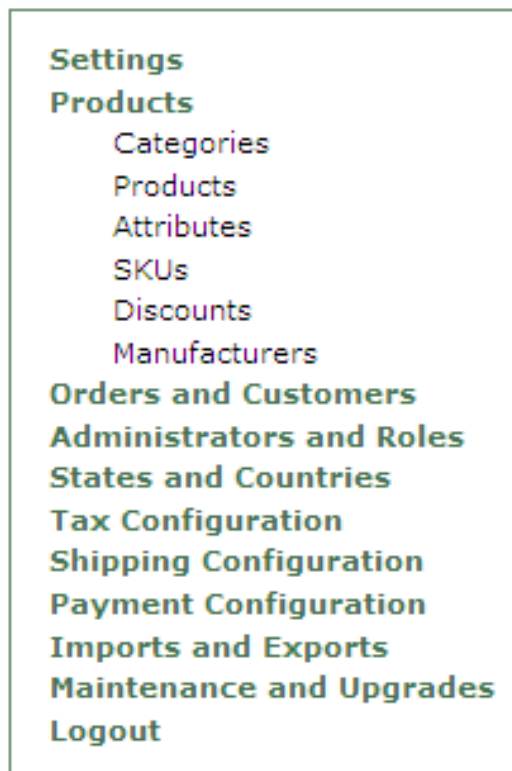 Settings
Products
Categories
Products
Attributes
SKUs
Discounts
Manufacturers
Orders and Customers
Administrators and Roles
States and Countries
Tax Configuration
Shipping Configuration
Payment Configuration
Imports and Exports
Maintenance and Upgrades
Logout